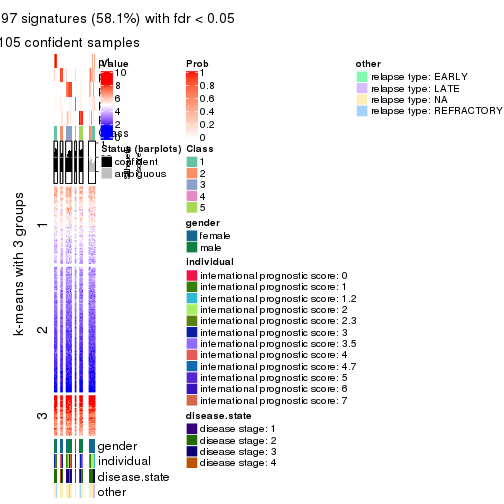 97 signatures (58.1%) with fdr < 0.05
105 confident samples
Value
10
8
6
4
2
0
Prob
1
0.8
0.6
0.4
0.2
0
other
relapse type: EARLY
relapse type: LATE
relapse type: NA
relapse type: REFRACTORY
Class
Status (barplots)
confident
ambiguous
Class
1
2
3
4
5
gender
female
male
individual
international prognostic score: 0
international prognostic score: 1
international prognostic score: 1.2
international prognostic score: 2
international prognostic score: 2.3
international prognostic score: 3
international prognostic score: 3.5
international prognostic score: 4
international prognostic score: 4.7
international prognostic score: 5
international prognostic score: 6
international prognostic score: 7
disease.state
disease stage: 1
disease stage: 2
disease stage: 3
disease stage: 4
k-means with 3 groups
1
2
3
gender
individual
disease.state
other